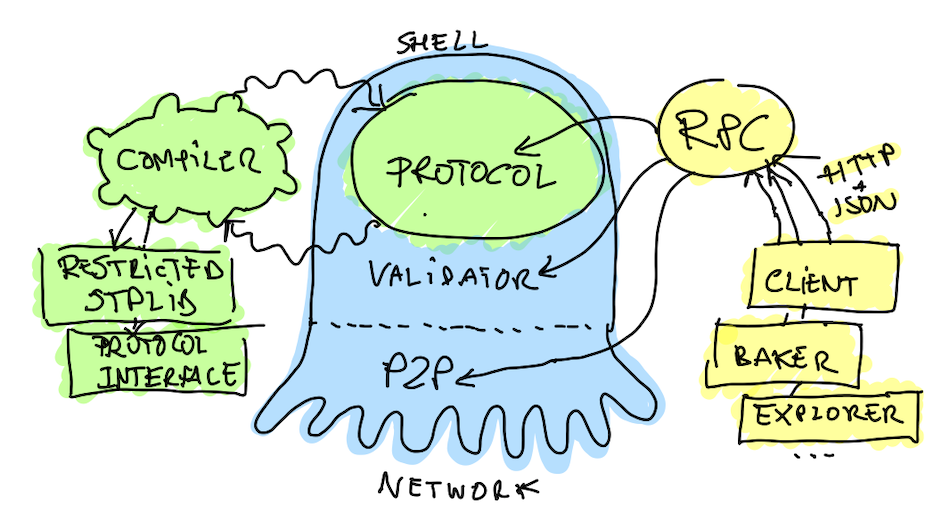 SHELL
COMPILER
PROTOCOL
RPC
HTTP
+
JSON
RESTRICTED
STDLIB
VALIDATOR
CLIENT
PROTOCOL
INTERFACE
P2P
BAKER
EXPLORER
...
NETWORK